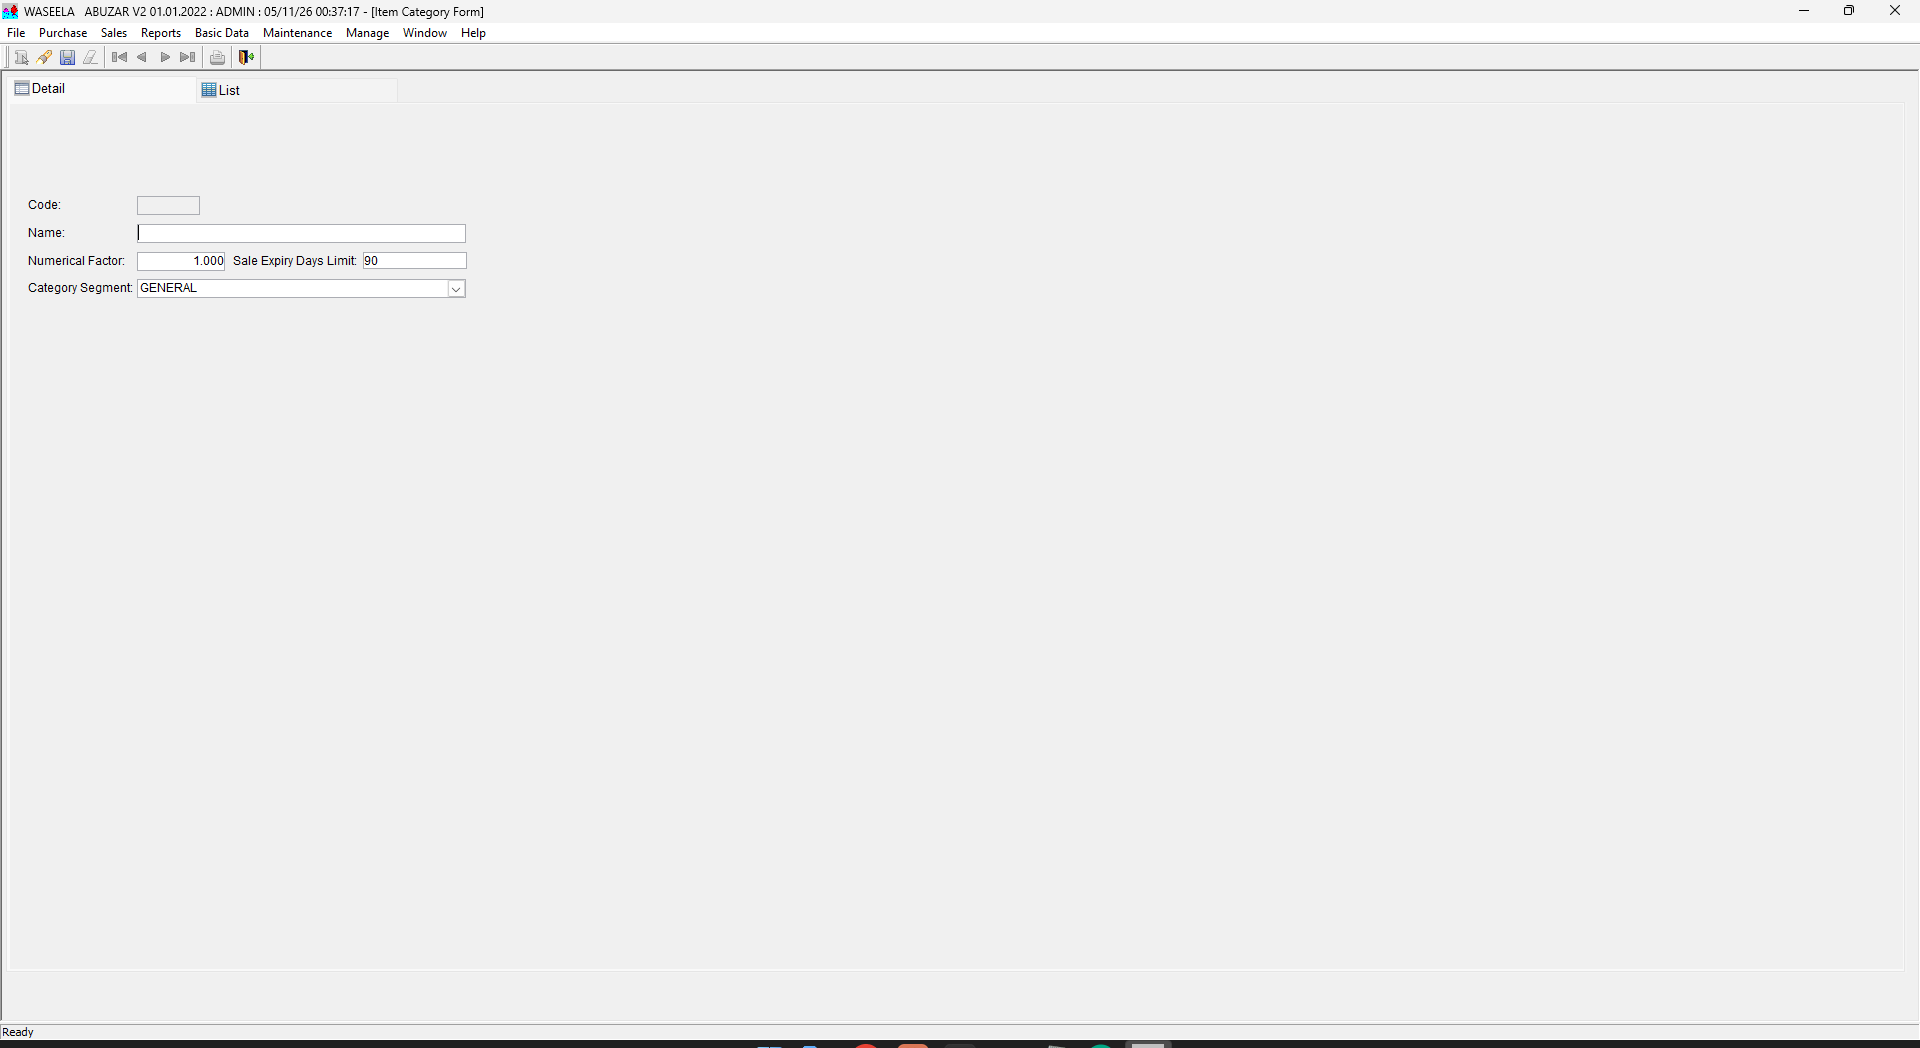 WASEELA ABUZAR V2 01.01.2022 : ADMIN : 05/11/26 00:37:17 - [Item Category Form]
File Purchase Sales Reports Basic Data Maintenance Manage Window Help
Detail List
Code:
Name:
Numerical Factor: 1.000 Sale Expiry Days Limit: 90
Category Segment: GENERAL
Ready